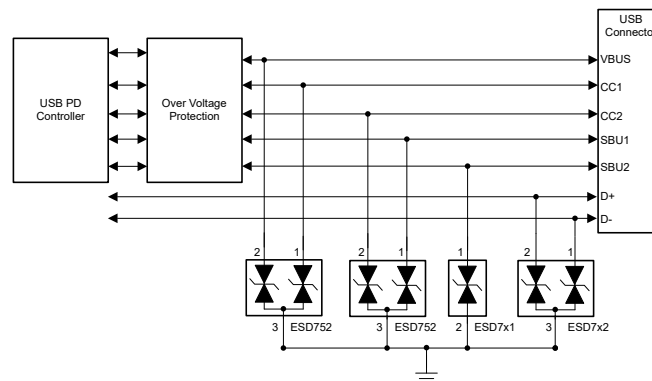 USB
Connecto
VBUS
USB PD
Controller
Over Voltage
Protection
CC1
CC2
SBU1
SBU2
D+
D-
2 1 2 1 1 2 1
3 ESD752 3 ESD752 2 ESD7x1 3 ESD7x2